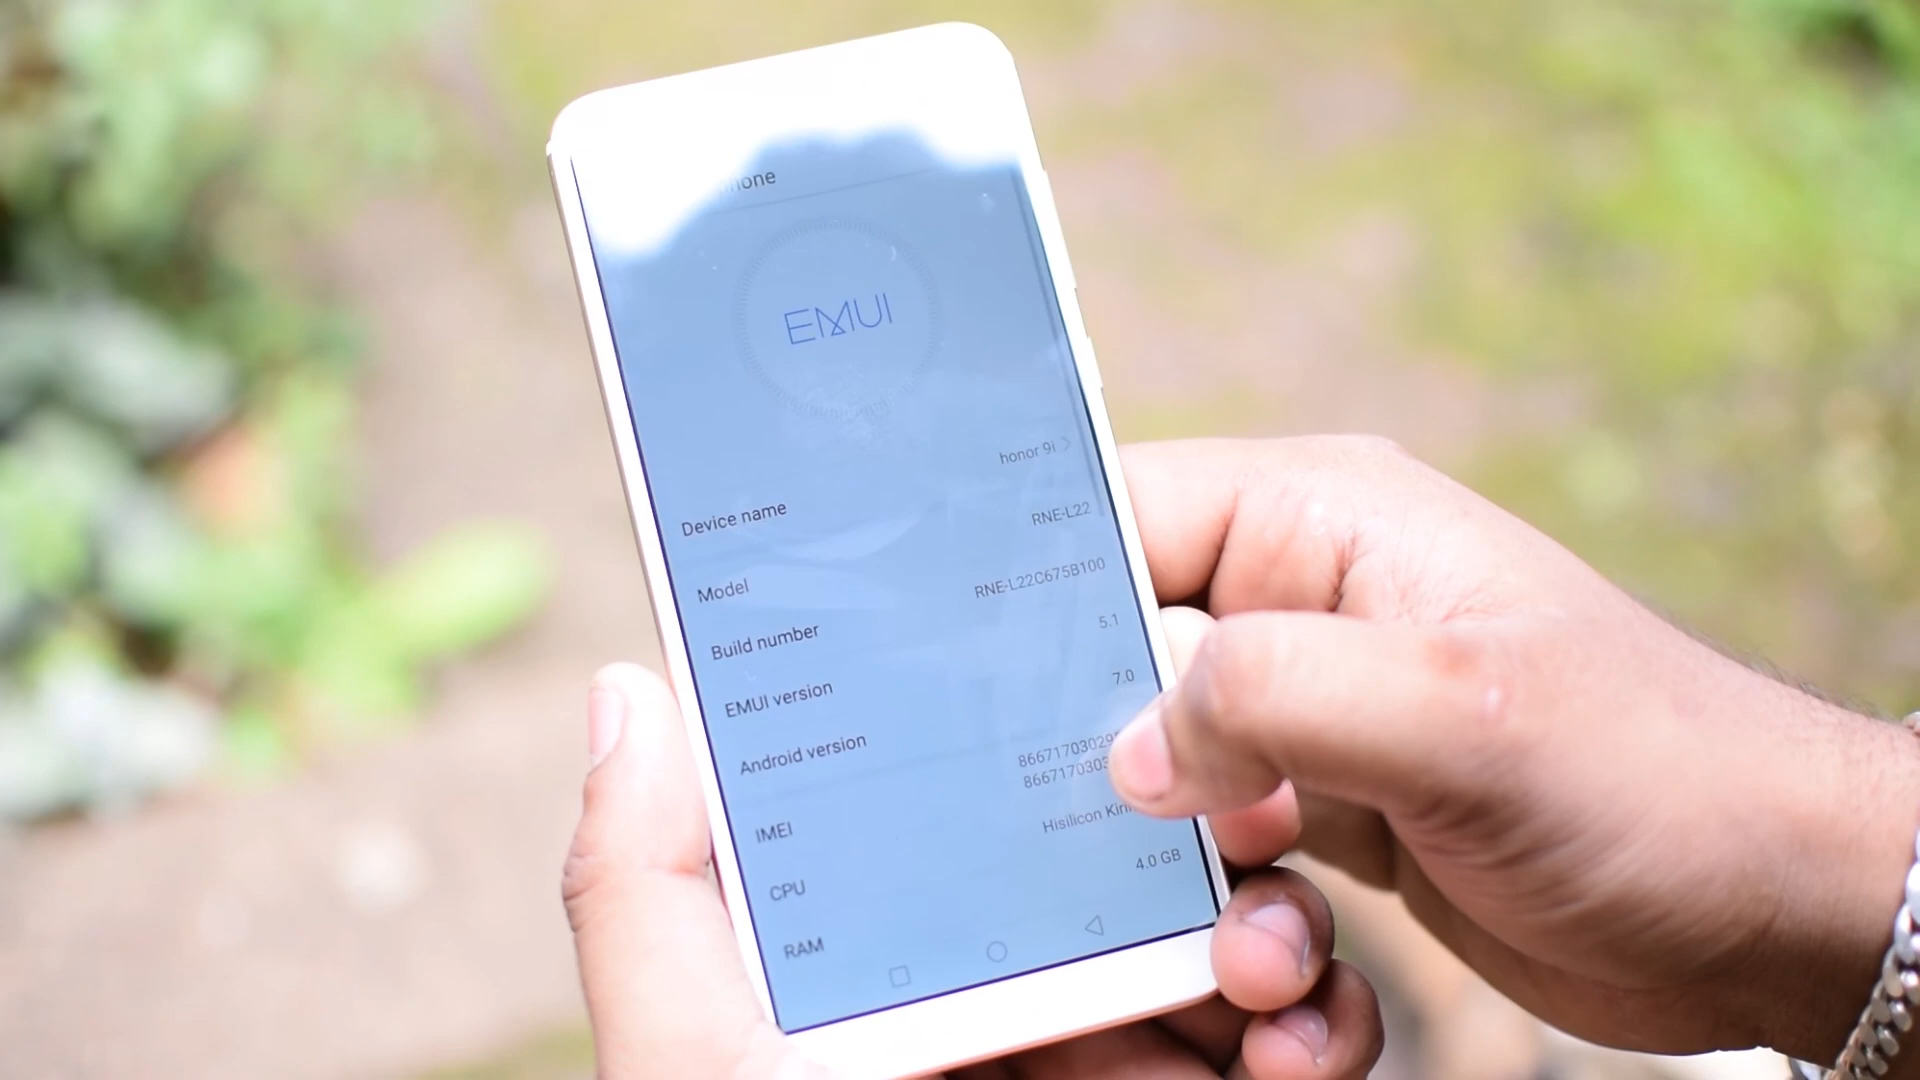 EMUI
Device name honor 9i
Model RNE-L22
Build number RNE-L22C675B100
EMUI version 5.1
Android version 7.0
IMEI
CPU Hisilicon
RAM 4.0 GB